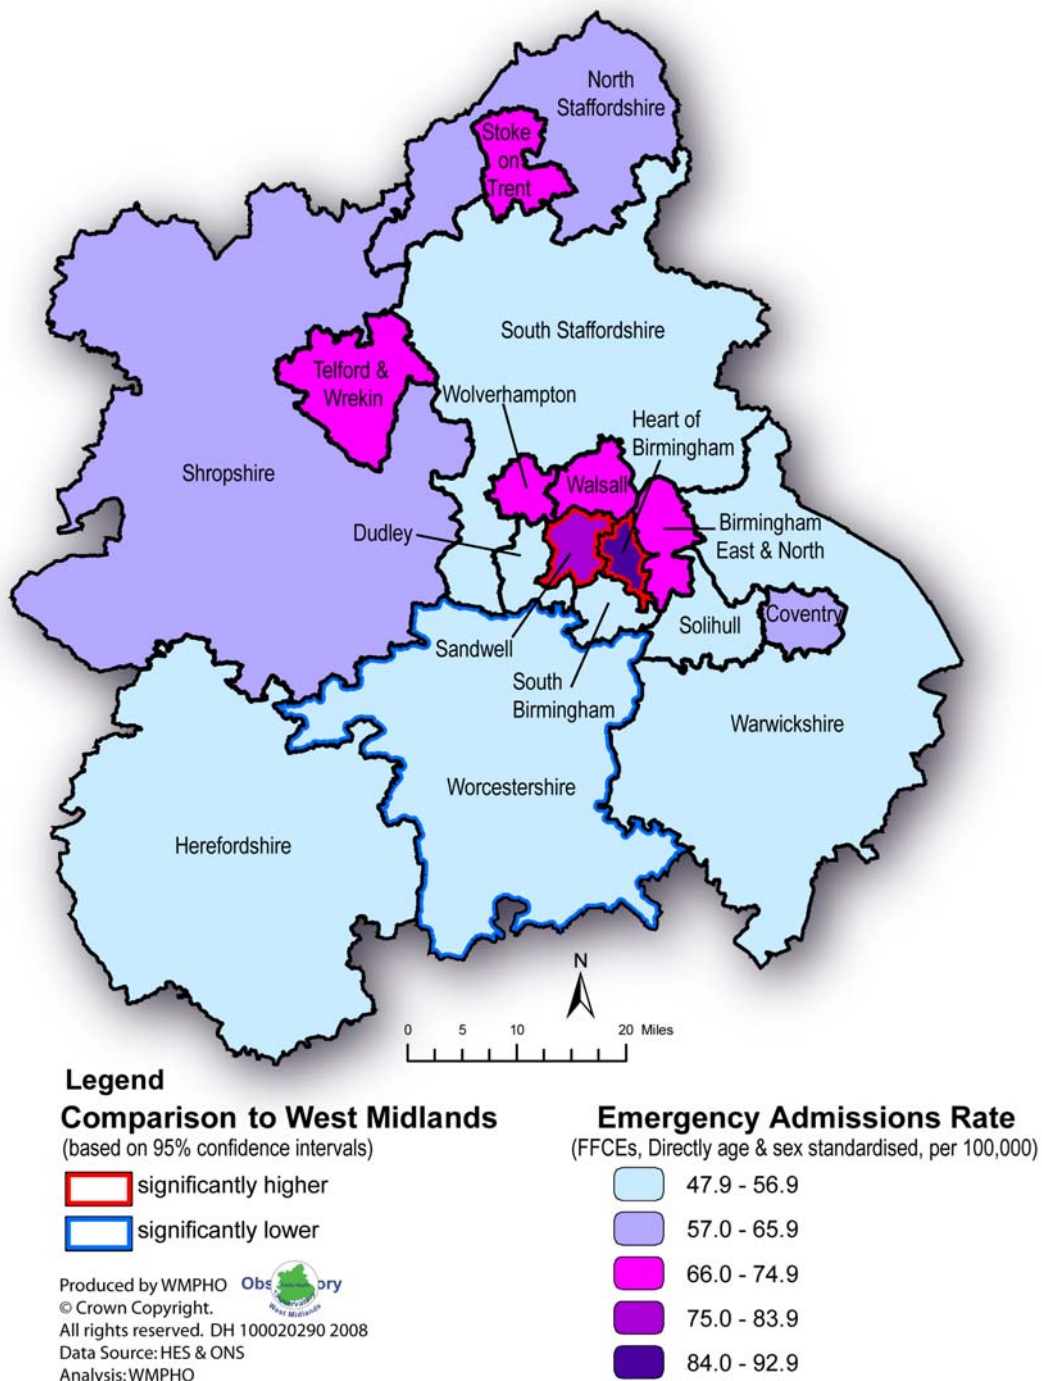 North
Staffordshire
Stoke
on
Trent
South Staffordshire
Telford &
Wrekin
Wolverhampton
Heart of
Birmingham
Shropshire
Walsall
Dudley
Birmingham
East & North
Coventry
Solihull
Sandwell
South
Birmingham
Warwickshire
Worcestershire
Herefordshire
N
0 5 10 20 Miles
Legend
Comparison to West Midlands
(based on 95% confidence intervals)
significantly higher
significantly lower
Emergency Admissions Rate
(FFCEs, Directly age & sex standardised, per 100,000)
47.9 - 56.9
57.0 - 65.9
66.0 - 74.9
75.0 - 83.9
84.0 - 92.9
Produced by WMPHO
© Crown Copyright.
All rights reserved. DH 100020290 2008
Data Source: HES & ONS
Analysis: WMPHO
West Midlands